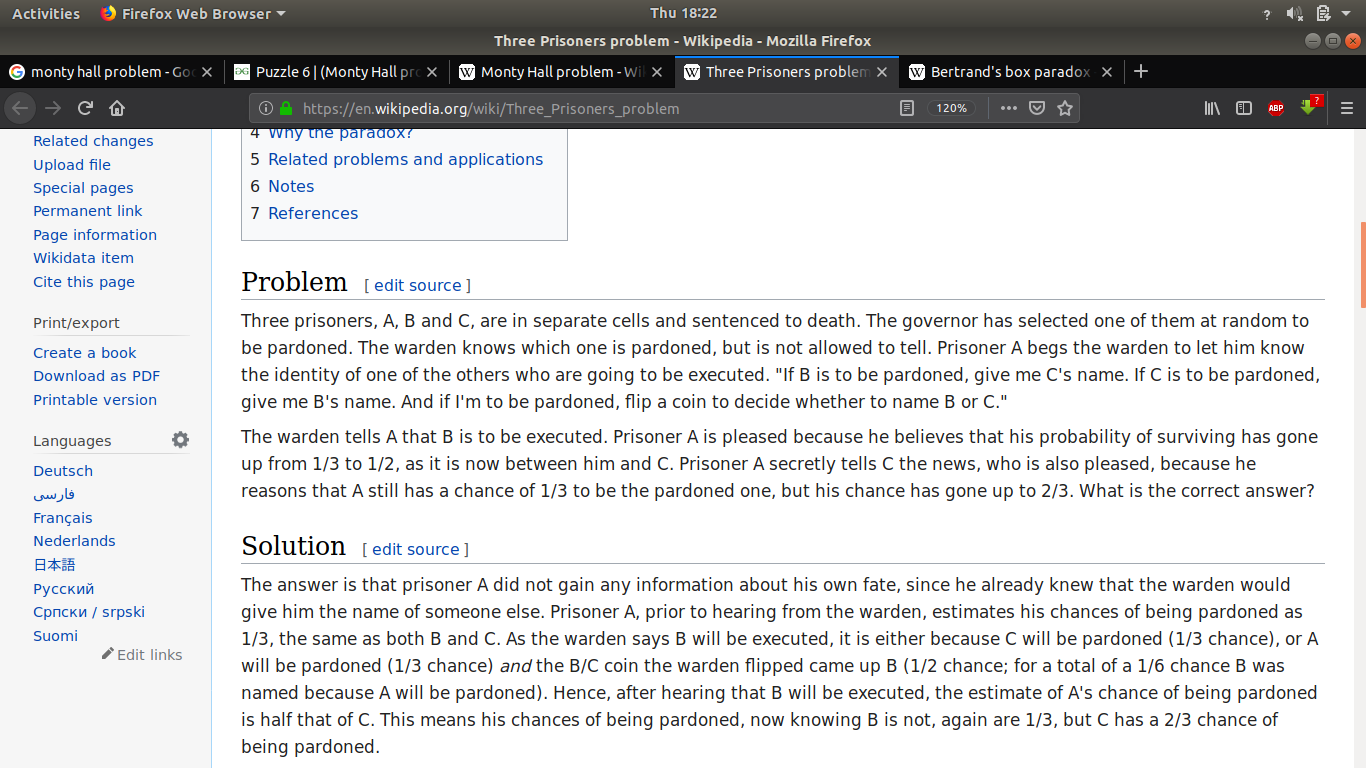 Activities Firefox Web Browser Thu 18:22
Three Prisoners problem - Wikipedia - Mozilla Firefox
monty hall problem - Goo Puzzle 6 | (Monty Hall pro Monty Hall problem - Wi Three Prisoners problem Bertrand's box paradox
https://en.wikipedia.org/wiki/Three_Prisoners_problem 120% ABP ?
Related changes
Upload file
Special pages
Permanent link
Page information
Wikidata item
Cite this page
Print/export
Create a book
Download as PDF
Printable version
Languages
Deutsch
فارسی
Français
Nederlands
日本語
Русский
Српски / srpski
Suomi
Edit links
4 Why the paradox?
5 Related problems and applications
6 Notes
7 References
Problem [ edit source ]
Three prisoners, A, B and C, are in separate cells and sentenced to death. The governor has selected one of them at random to
be pardoned. The warden knows which one is pardoned, but is not allowed to tell. Prisoner A begs the warden to let him know
the identity of one of the others who are going to be executed. "If B is to be pardoned, give me C's name. If C is to be pardoned,
give me B's name. And if I'm to be pardoned, flip a coin to decide whether to name B or C."
The warden tells A that B is to be executed. Prisoner A is pleased because he believes that his probability of surviving has gone
up from 1/3 to 1/2, as it is now between him and C. Prisoner A secretly tells C the news, who is also pleased, because he
reasons that A still has a chance of 1/3 to be the pardoned one, but his chance has gone up to 2/3. What is the correct answer?
Solution [ edit source ]
The answer is that prisoner A did not gain any information about his own fate, since he already knew that the warden would
give him the name of someone else. Prisoner A, prior to hearing from the warden, estimates his chances of being pardoned as
1/3, the same as both B and C. As the warden says B will be executed, it is either because C will be pardoned (1/3 chance), or A
will be pardoned (1/3 chance) and the B/C coin the warden flipped came up B (1/2 chance; for a total of a 1/6 chance B was
named because A will be pardoned). Hence, after hearing that B will be executed, the estimate of A's chance of being pardoned
is half that of C. This means his chances of being pardoned, now knowing B is not, again are 1/3, but C has a 2/3 chance of
being pardoned.